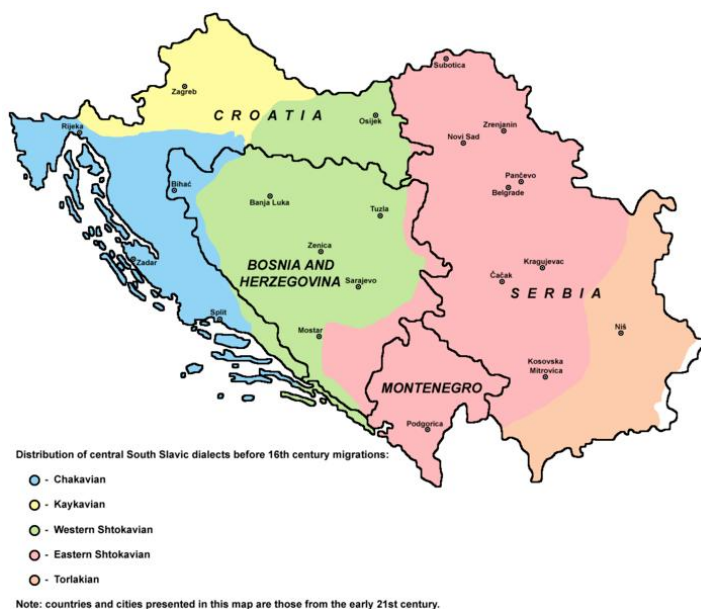 Subotica
Zagreb
C R O A T I A
Osijek
Zrenjanin
Novi Sad
Rijeka
Pančevo
Belgrade
Bihać
Banja Luka
Tuzla
Zenica
BOSNIA AND
HERZEGOVINA
Zadar
Sarajevo
Kragujevac
Čačak
S E R B I A
Split
Mostar
Niš
Kosovska
Mitrovica
MONTENEGRO
Podgorica
Distribution of central South Slavic dialects before 16th century migrations:
- Chakavian
- Kaykavian
- Western Shtokavian
- Eastern Shtokavian
- Torlakian
Note: countries and cities presented in this map are those from the early 21st century.